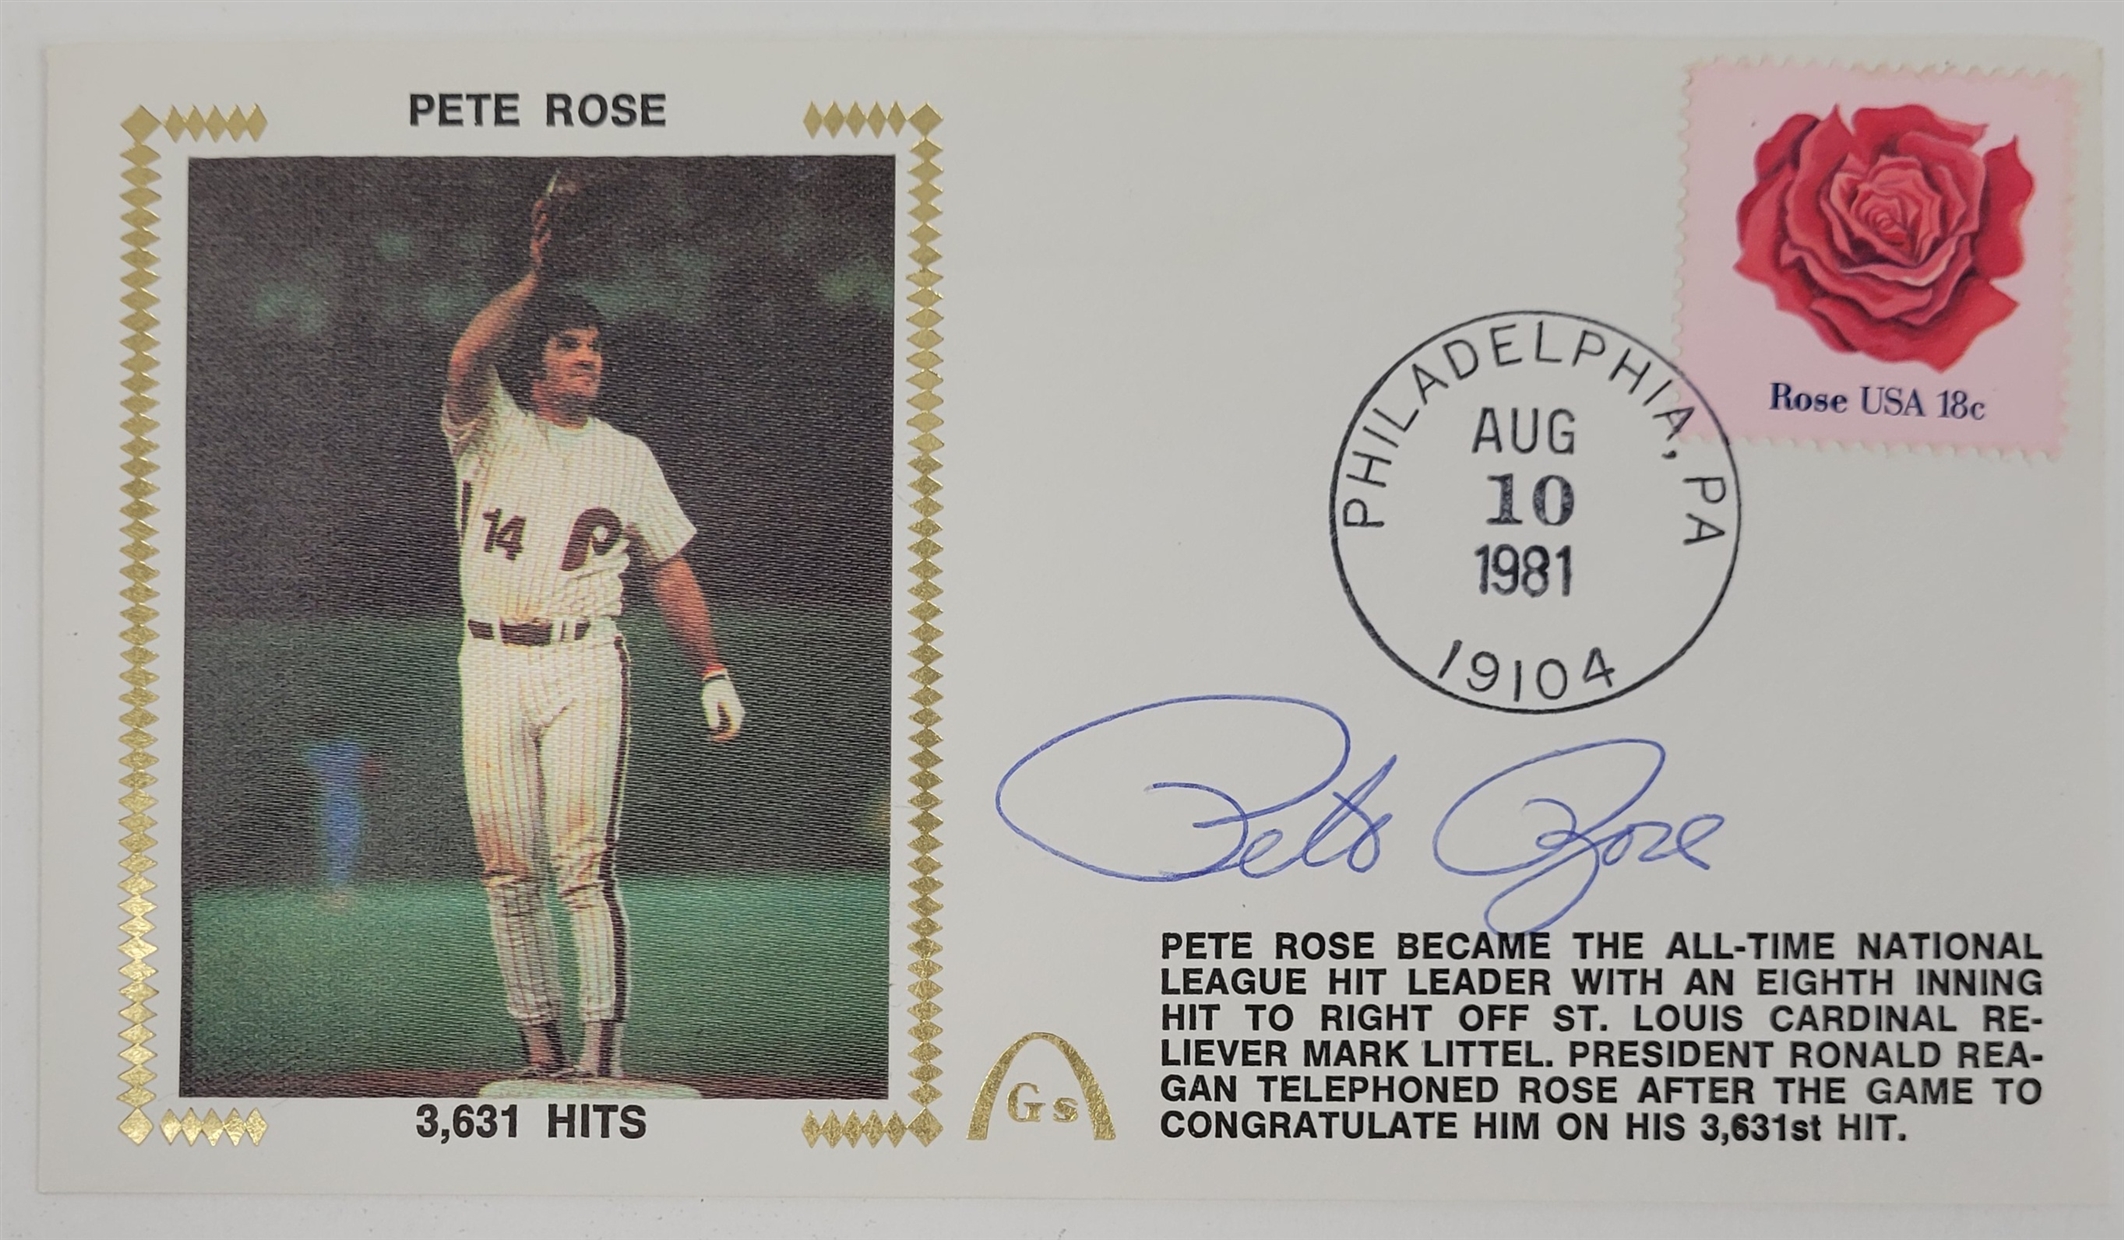 PETE ROSE
14
P
3,631 HITS
Rose USA 18c
PHILADELPHIA, PA
AUG
10
1981
19104
Pete Rose
Gs
PETE ROSE BECAME THE ALL-TIME NATIONAL
LEAGUE HIT LEADER WITH AN EIGHTH INNING
HIT TO RIGHT OFF ST. LOUIS CARDINAL RE-
LIEVER MARK LITTEL. PRESIDENT RONALD REA-
GAN TELEPHONED ROSE AFTER THE GAME TO
CONGRATULATE HIM ON HIS 3,631st HIT.